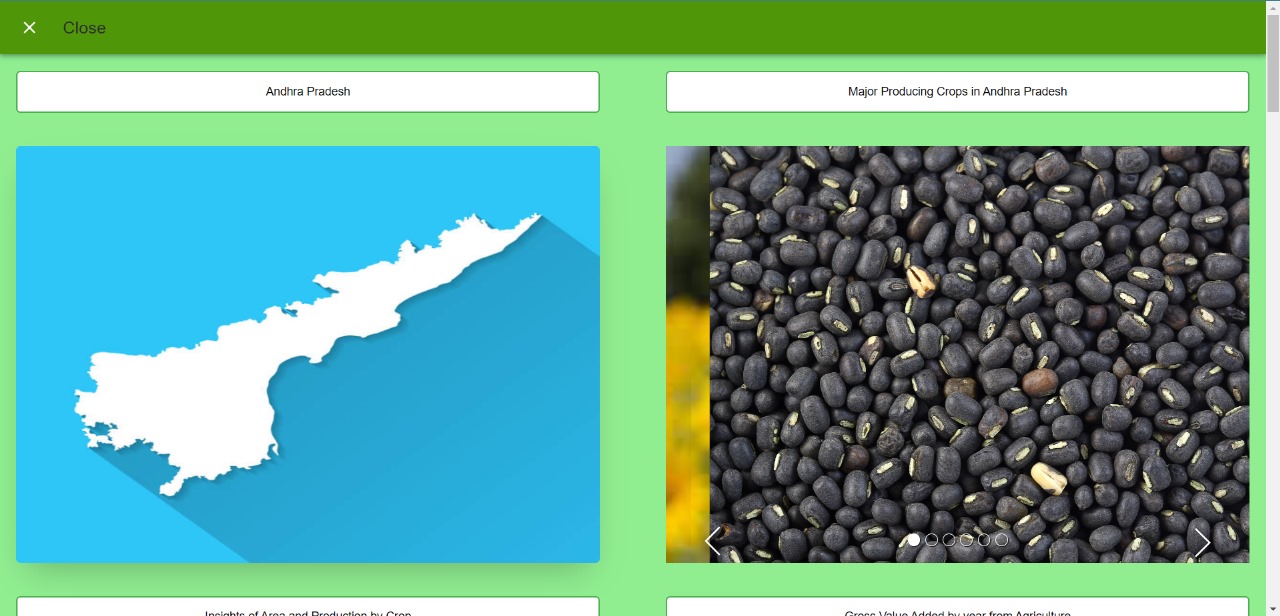 Close
Andhra Pradesh
Major Producing Crops in Andhra Pradesh
Insights of Area and Production by Crop
Gross Value Added by year from Agriculture